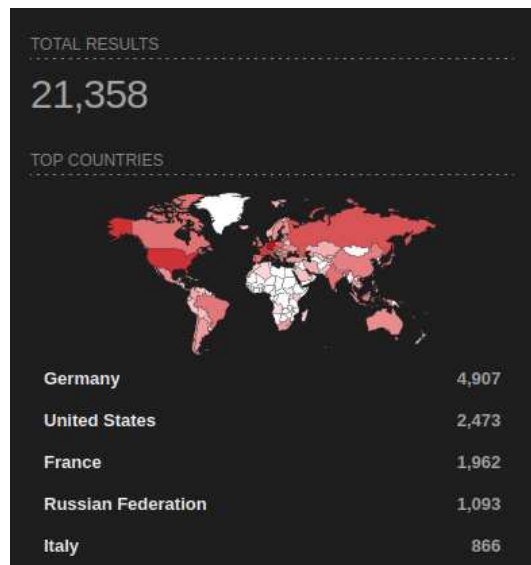 TOTAL RESULTS
21,358
TOP COUNTRIES
Germany 4,907
United States 2,473
France 1,962
Russian Federation 1,093
Italy 866